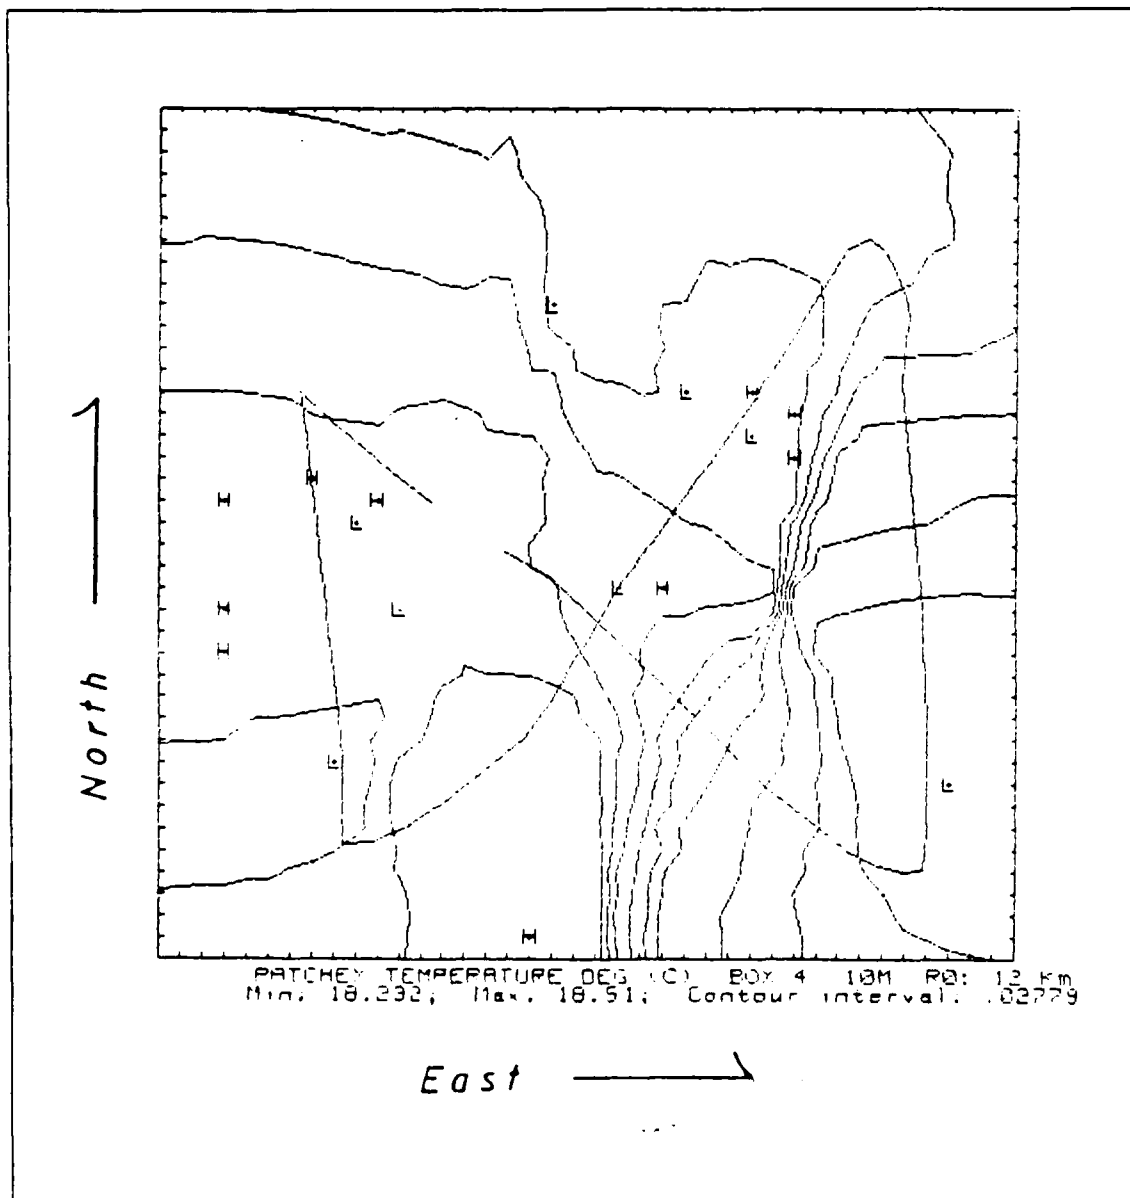 L
L
H
H
L
H
H
H
H
L
L
H
H
L
H
L
L
H
North
PATCHEY TEMPERATURE DEG (C) BOX 4 10M R0: 12 Km
Min, 18.232; Max, 18.51; Contour interval, .02779
East